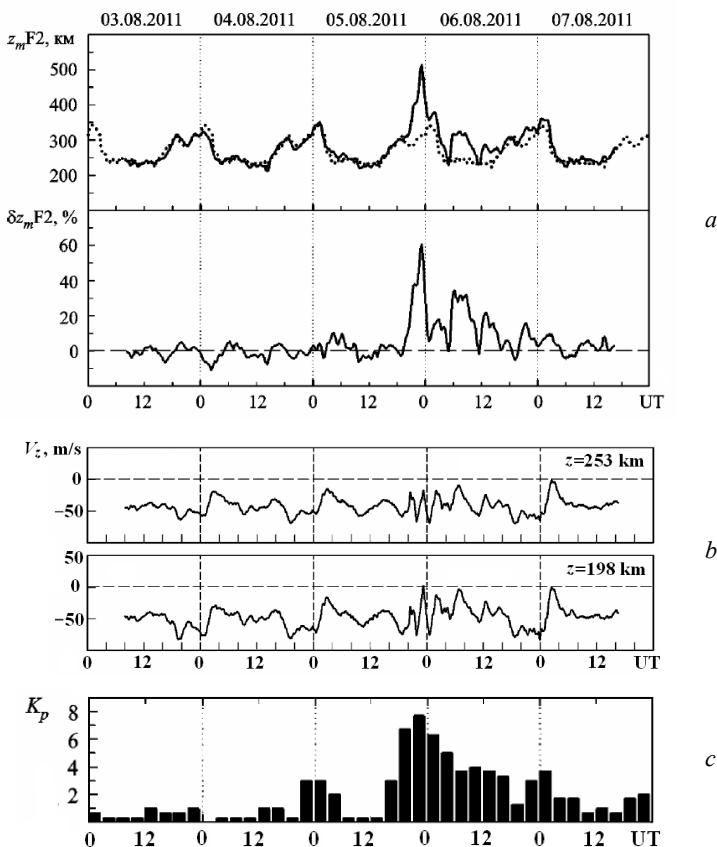 03.08.2011 04.08.2011 05.08.2011 06.08.2011 07.08.2011
zmF2, км
500
400
300
200
a
δzmF2, %
60
40
20
0
0 12 0 12 0 12 0 12 0 12 UT
Vz, m/s
0
−50
z=253 km
b
50
0
−50
z=198 km
0 12 0 12 0 12 0 12 0 12 UT
Kp
8
6
4
2
c
0 12 0 12 0 12 0 12 0 12 UT